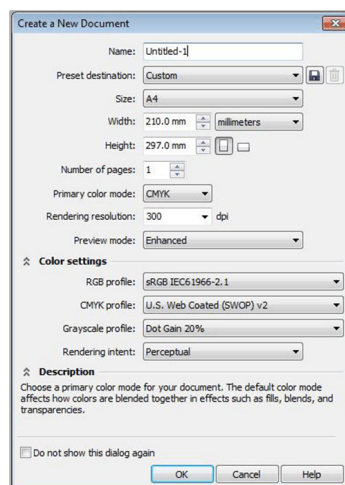 Create a New Document
Name: Untitled-1
Preset destination: Custom
Size: A4
Width: 210.0 mm millimeters
Height: 297.0 mm
Number of pages: 1
Primary color mode: CMYK
Rendering resolution: 300 dpi
Preview mode: Enhanced
Color settings
RGB profile: sRGB IEC61966-2.1
CMYK profile: U.S. Web Coated (SWOP) v2
Grayscale profile: Dot Gain 20%
Rendering intent: Perceptual
Description
Choose a primary color mode for your document. The default color mode
affects how colors are blended together in effects such as fills, blends, and
transparencies.
Do not show this dialog again
OK Cancel Help